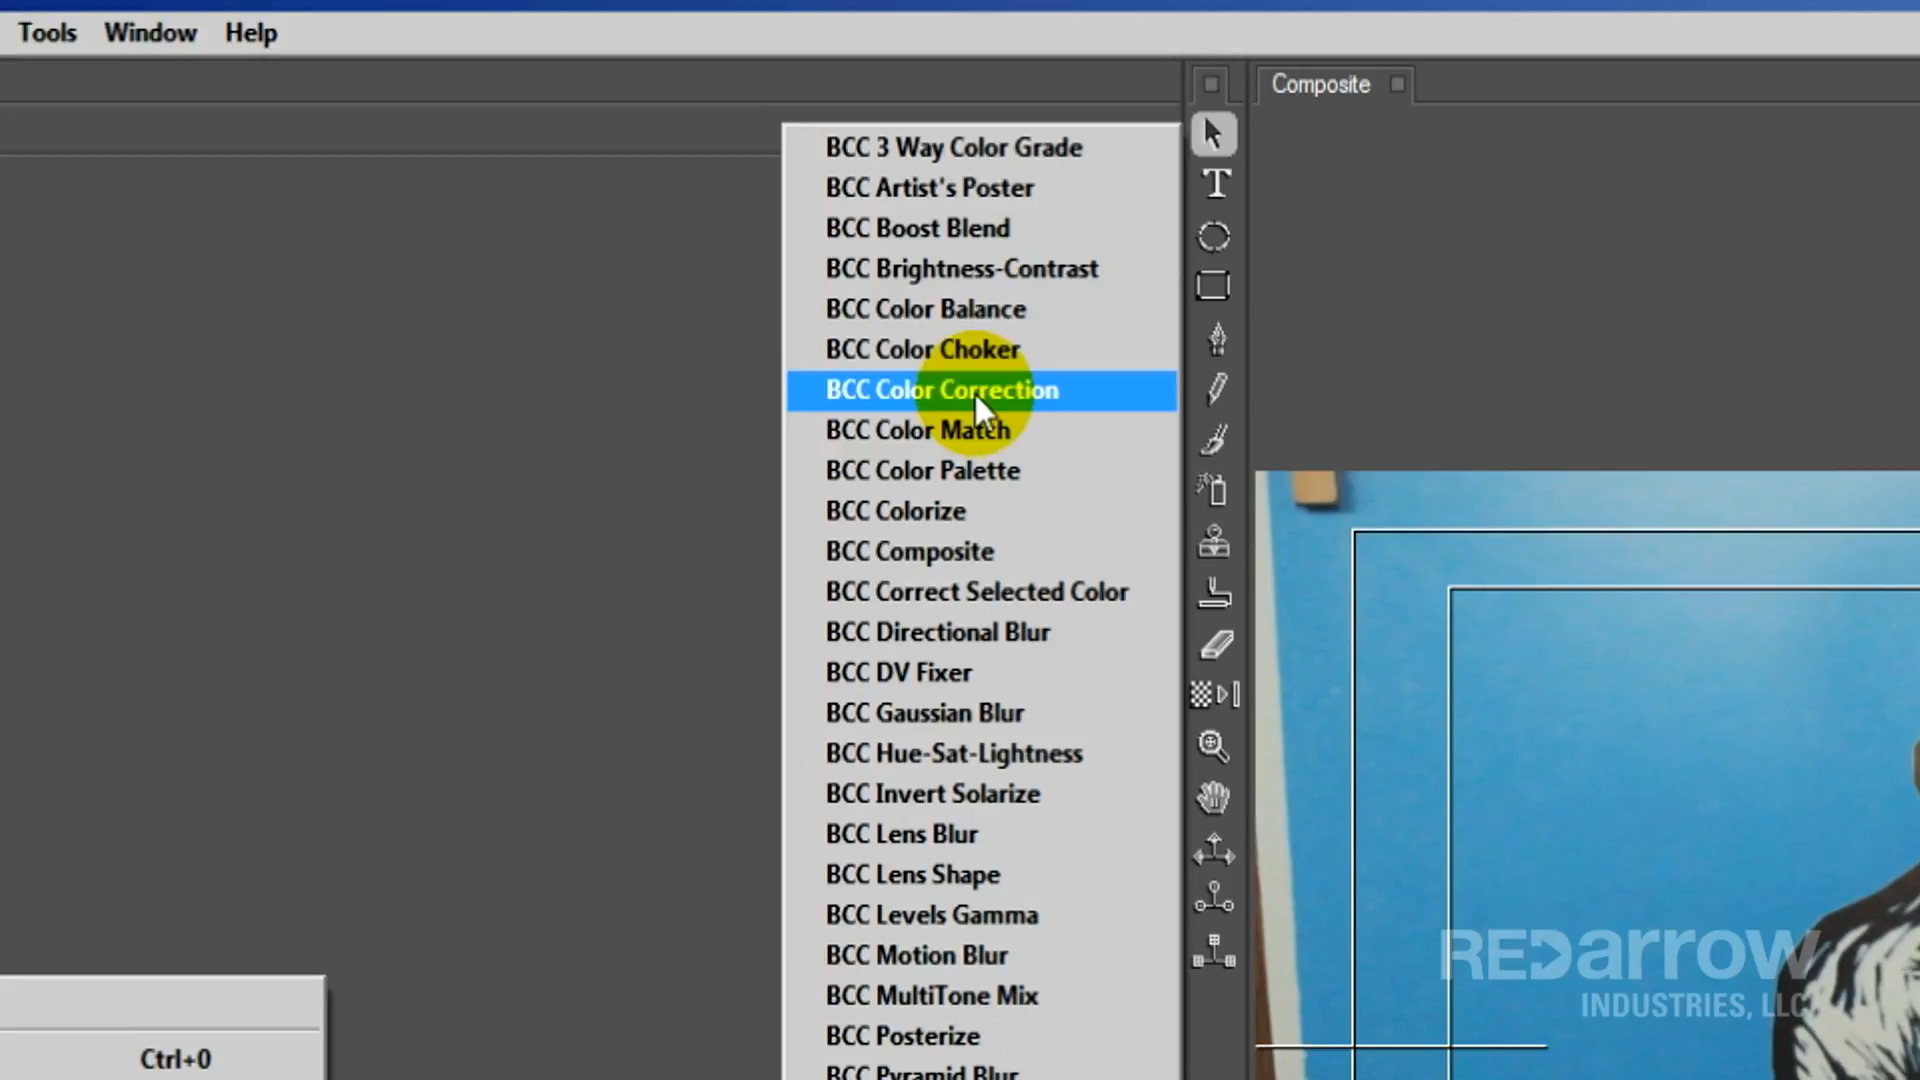 Tools Window Help
Composite
BCC 3 Way Color Grade
BCC Artist's Poster
BCC Boost Blend
BCC Brightness-Contrast
BCC Color Balance
BCC Color Choker
BCC Color Correction
BCC Color Match
BCC Color Palette
BCC Colorize
BCC Composite
BCC Correct Selected Color
BCC Directional Blur
BCC DV Fixer
BCC Gaussian Blur
BCC Hue-Sat-Lightness
BCC Invert Solarize
BCC Lens Blur
BCC Lens Shape
BCC Levels Gamma
BCC Motion Blur
BCC MultiTone Mix
BCC Posterize
BCC Pyramid Blur
Ctrl+0
REDarrow
INDUSTRIES, LLC